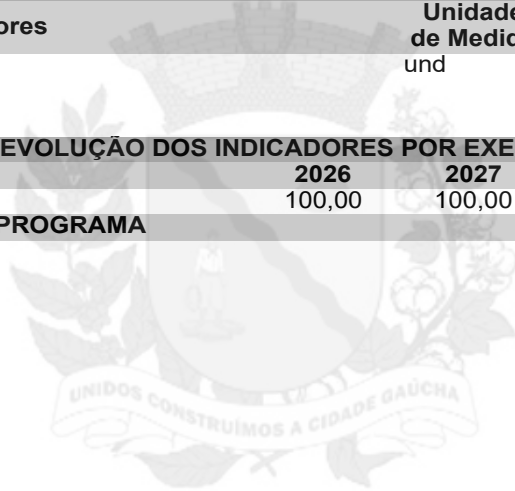 ores
Unidade
de Medid
und
EVOLUÇÃO DOS INDICADORES POR EXE
2026 2027
100,00 100,00
PROGRAMA
UNIDOS CONSTRUÍMOS A CIDADE GAÚCHA